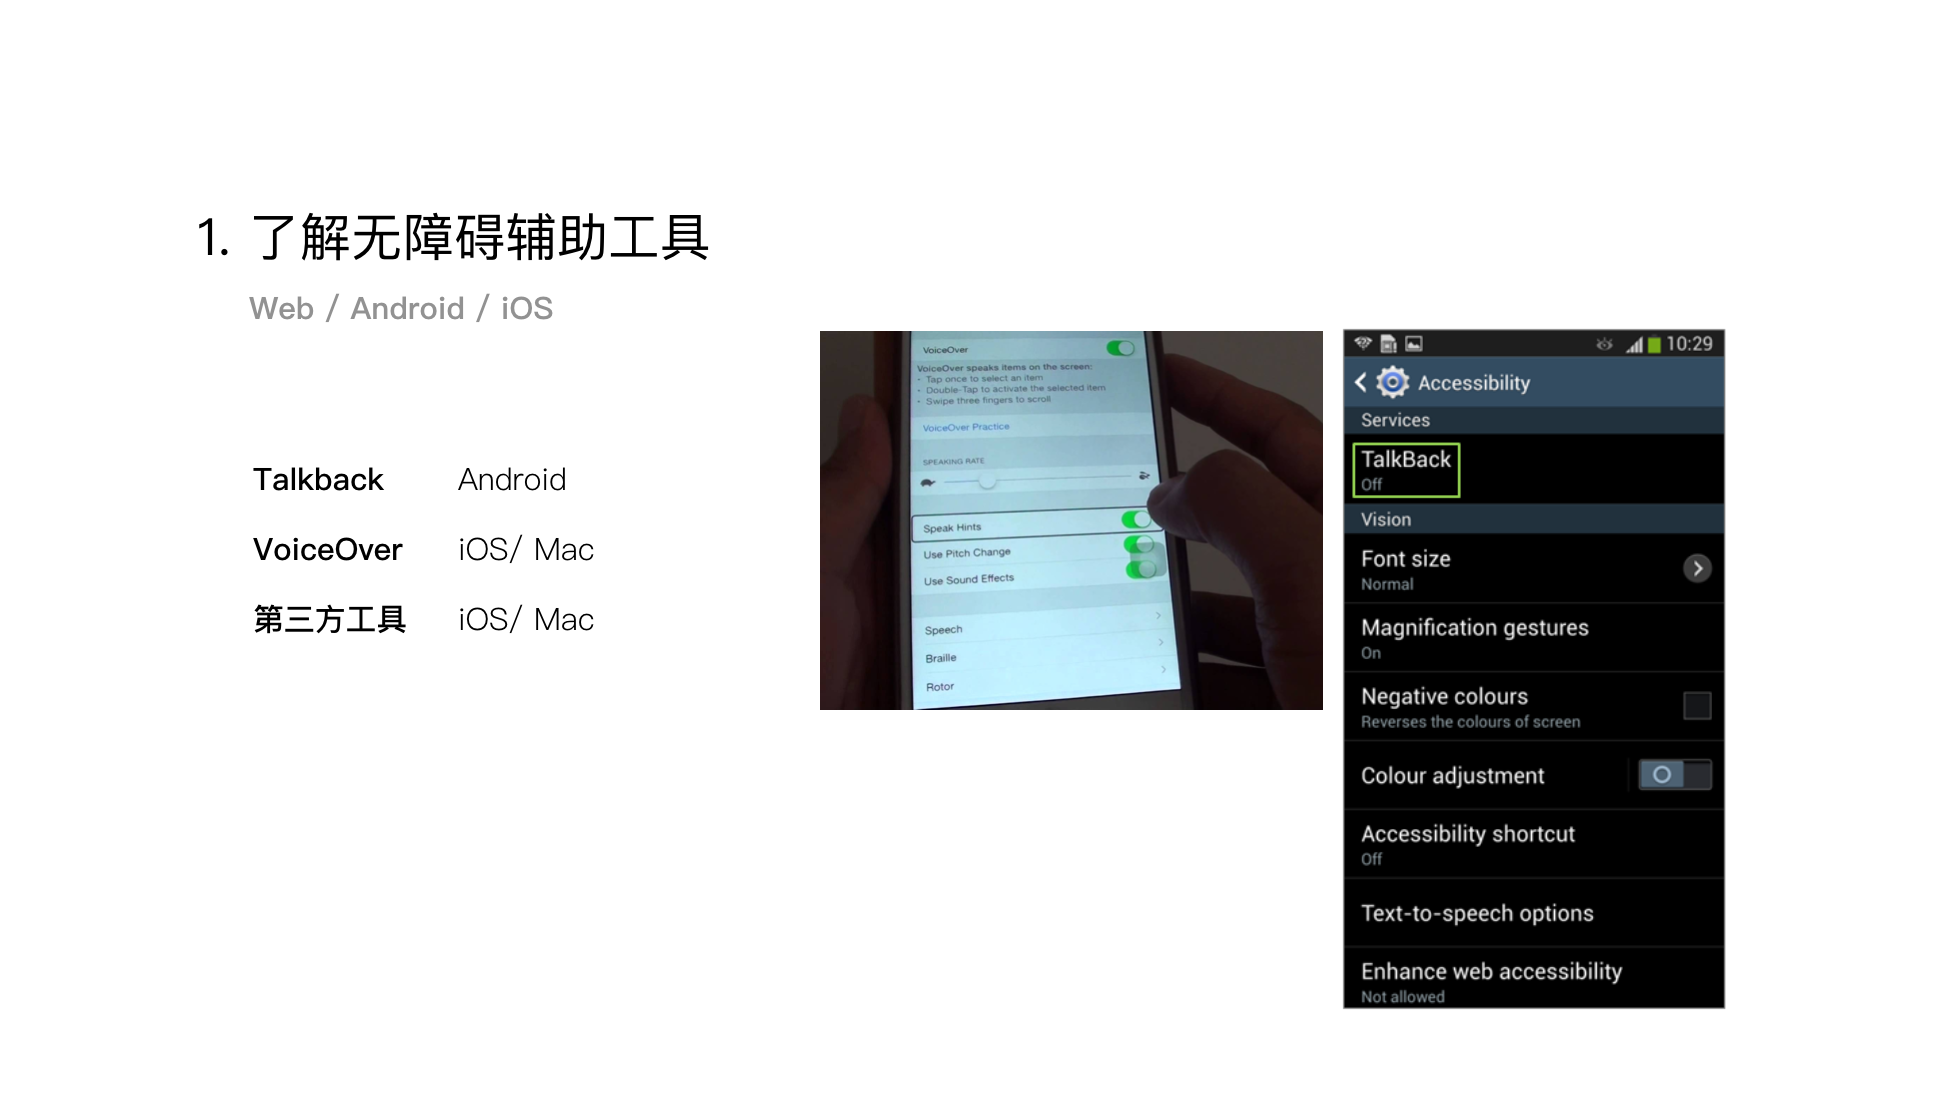 1. 了解无障碍辅助工具
Web / Android / iOS
Talkback Android
VoiceOver iOS/ Mac
第三方工具 iOS/ Mac
VoiceOver
VoiceOver speaks items on the screen:
• Tap once to select an item
• Double-Tap to activate the selected item
• Swipe three fingers to scroll
VoiceOver Practice
SPEAKING RATE
Speak Hints
Use Pitch Change
Use Sound Effects
Speech
Braille
Rotor
10:29
Accessibility
Services
TalkBack
Off
Vision
Font size
Normal
Magnification gestures
On
Negative colours
Reverses the colours of screen
Colour adjustment
Accessibility shortcut
Off
Text-to-speech options
Enhance web accessibility
Not allowed